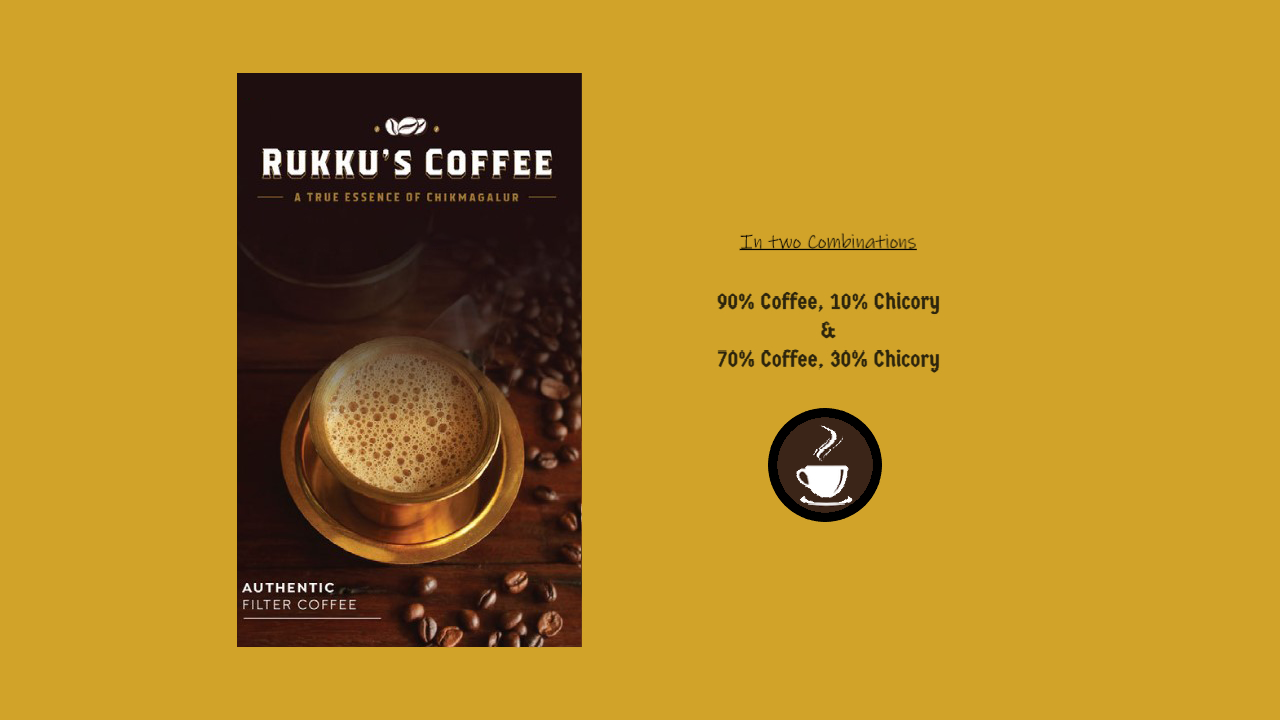 RUKKU'S COFFEE
A TRUE ESSENCE OF CHIKMAGALUR
AUTHENTIC
FILTER COFFEE
In two Combinations
90% Coffee, 10% Chicory
&
70% Coffee, 30% Chicory